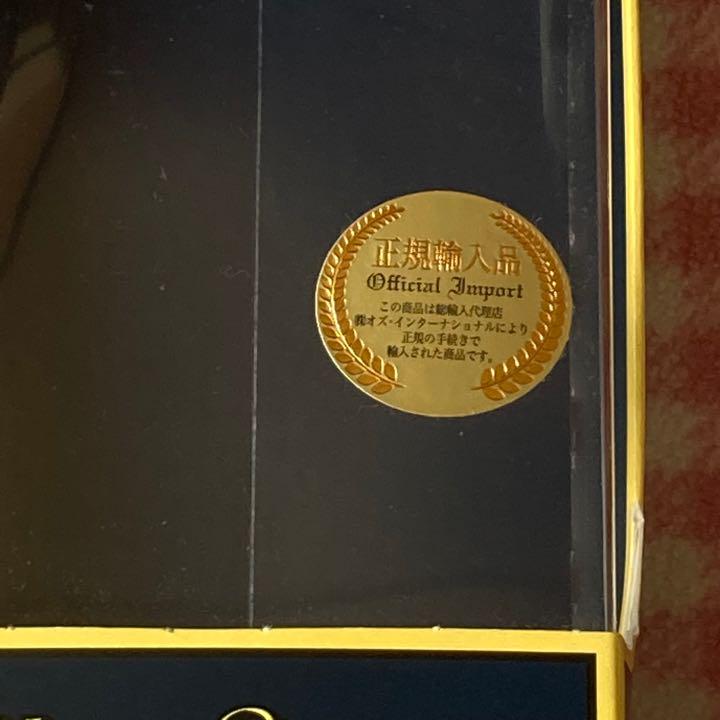 正規輸入品
Official Import
この商品は総輸入代理店
㈱オズ・インターナショナルにより
正規の手続きで
輸入された商品です。